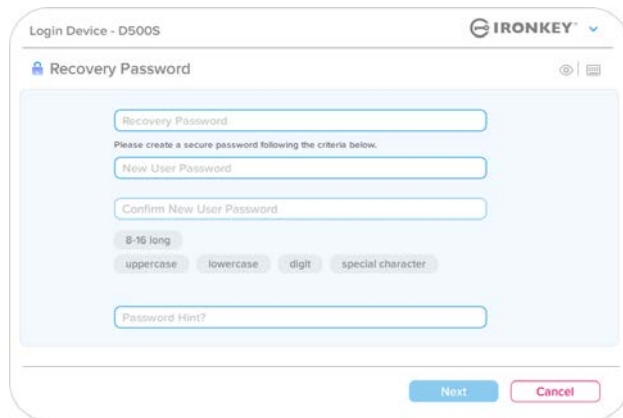 Login Device - D500S
IRONKEY
Recovery Password
Recovery Password
Please create a secure password following the criteria below.
New User Password
Confirm New User Password
8-16 long
uppercase lowercase digit special character
Password Hint?
Next Cancel